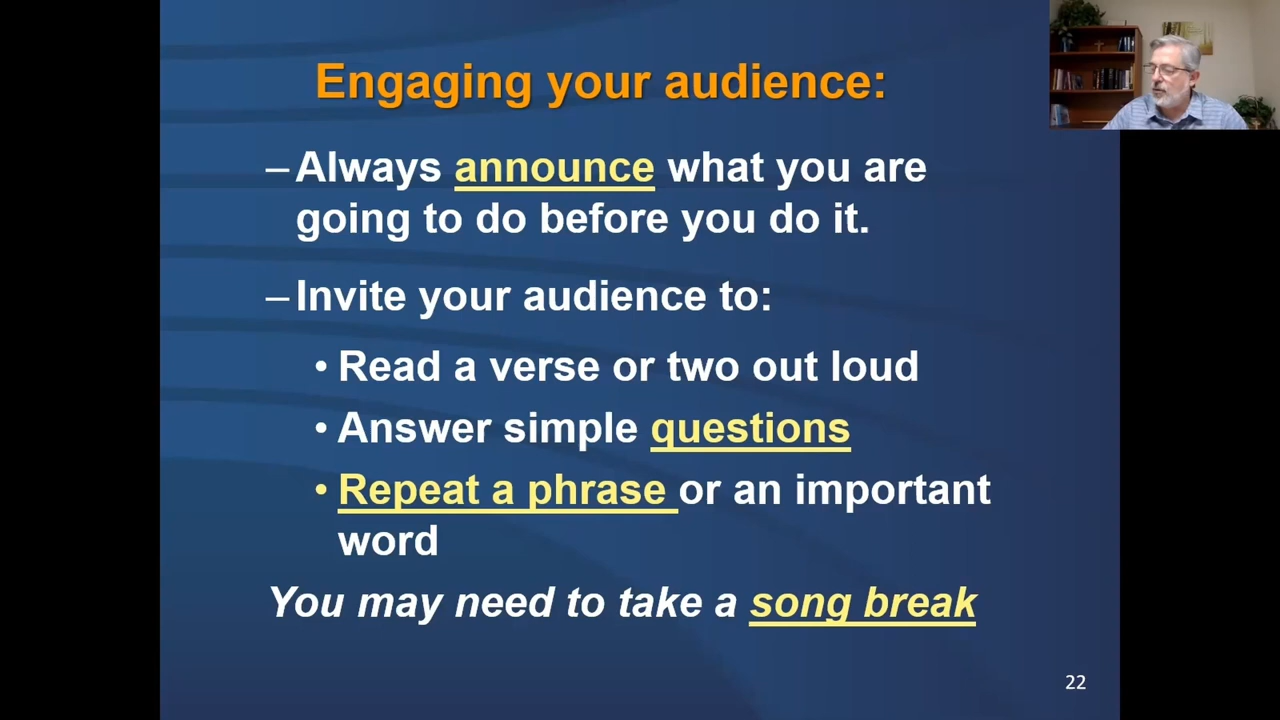 Engaging your audience:
– Always announce what you are
going to do before you do it.
– Invite your audience to:
• Read a verse or two out loud
• Answer simple questions
• Repeat a phrase or an important
word
You may need to take a song break
22